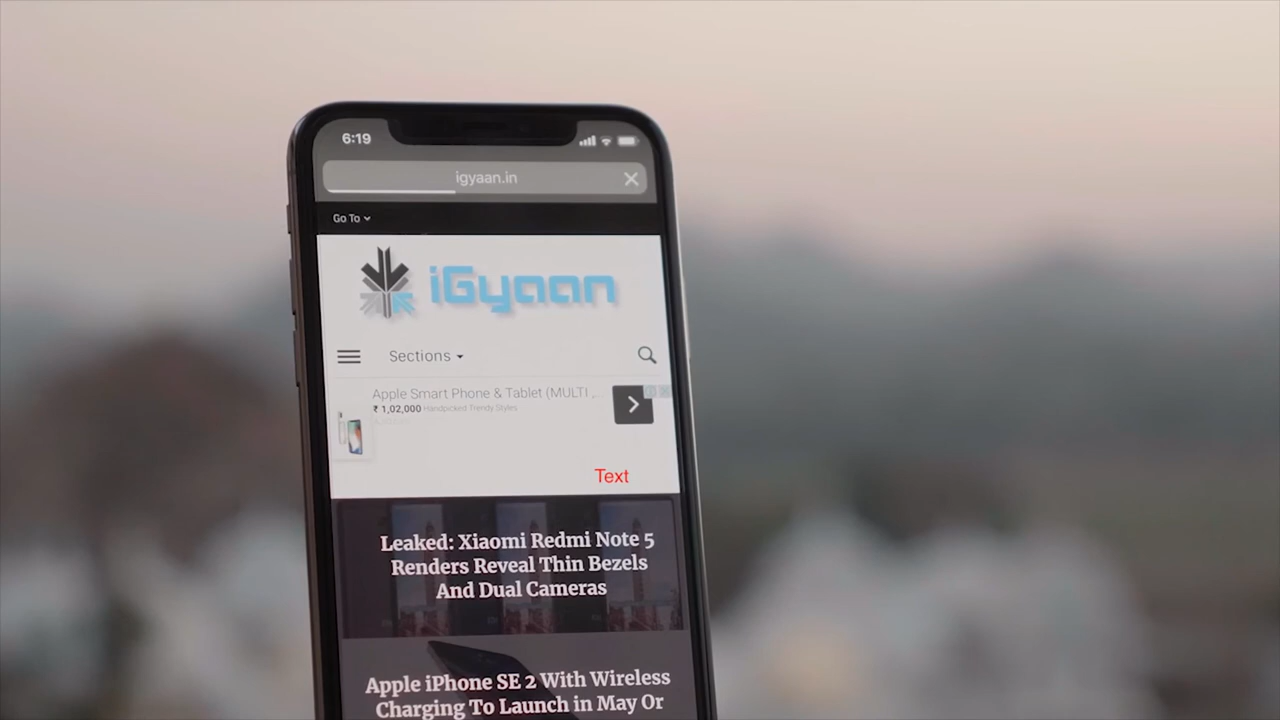 6:19
igyaan.in
Go To
iGyaan
Sections
Apple Smart Phone & Tablet (MULTI ,...
₹ 1,02,000 Handpicked Trendy Styles
Text
Leaked: Xiaomi Redmi Note 5
Renders Reveal Thin Bezels
And Dual Cameras
Apple iPhone SE 2 With Wireless
Charging To Launch in May Or